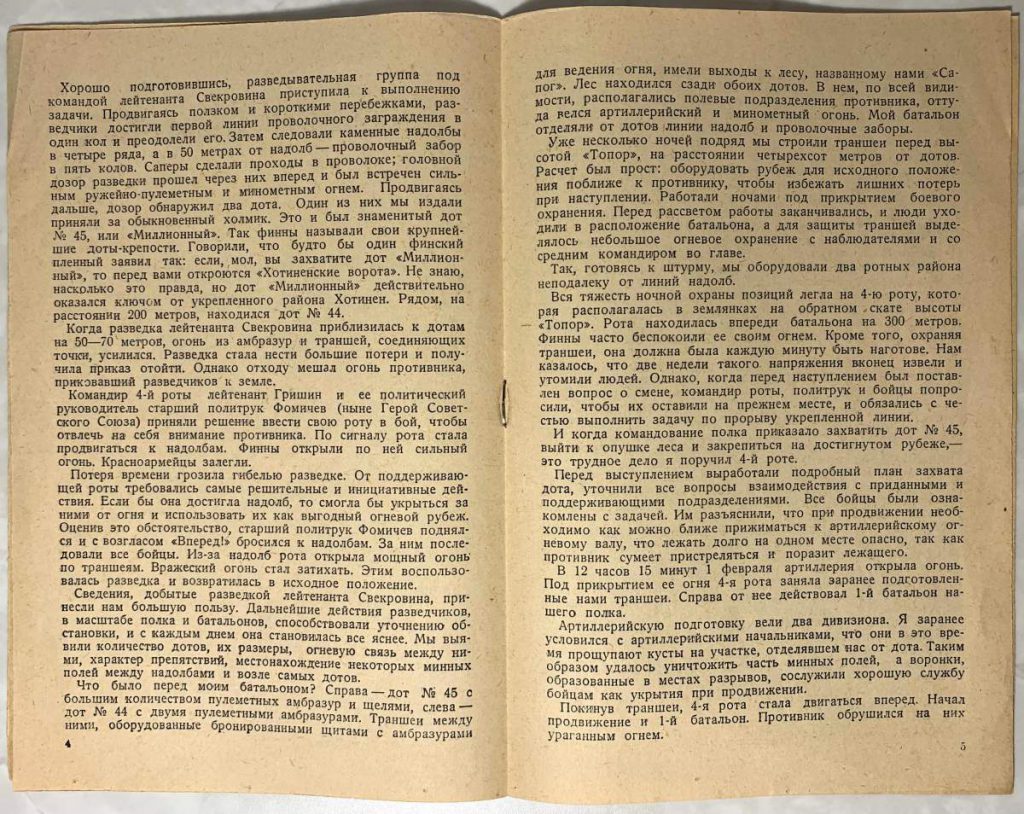 Хорошо подготовившись, разведывательная группа под
командой лейтенанта Свекровина приступила к выполнению
задачи. Продвигаясь ползком и короткими перебежками, раз-
ведчики достигли первой линии проволочного заграждения в
один кол и преодолели его. Затем следовали каменные надолбы
в четыре ряда, а в 50 метрах от надолб — проволочный забор
в пять колов. Саперы сделали проходы в проволоке; головной
дозор разведки прошел через них вперед и был встречен силь-
ным ружейно-пулеметным и минометным огнем. Продвигаясь
дальше, дозор обнаружил два дота. Один из них мы издали
приняли за обыкновенный холмик. Это и был знаменитый дот
№ 45, или «Миллионный». Так финны называли свои крупней-
шие доты-крепости. Говорили, что будто бы один финский
пленный заявил так: если, мол, вы захватите дот «Миллион-
ный», то перед вами откроются «Хотиненские ворота». Не знаю,
насколько это правда, но дот «Миллионный» действительно
оказался ключом от укрепленного района Хотинен. Рядом, на
расстоянии 200 метров, находился дот № 44.
Когда разведка лейтенанта Свекровина приблизилась к дотам
на 50—70 метров, огонь из амбразур и траншей, соединяющих
точки, усилился. Разведка стала нести большие потери и полу-
чила приказ отойти. Однако отходу мешал огонь противника,
приковавший разведчиков к земле.
Командир 4-й роты лейтенант Гришин и ее политический
руководитель старший политрук Фомичев (ныне Герой Совет-
ского Союза) приняли решение ввести свою роту в бой, чтобы
отвлечь на себя внимание противника. По сигналу рота стала
продвигаться к надолбам. Финны открыли по ней сильный
огонь. Красноармейцы залегли.
Потеря времени грозила гибелью разведке. От поддерживаю-
щей роты требовались самые решительные и инициативные дей-
ствия. Если бы она достигла надолб, то смогла бы укрыться за
ними от огня и использовать их как выгодный огневой рубеж.
Оценив это обстоятельство, старший политрук Фомичев поднял-
ся и с возгласом «Вперед!» бросился к надолбам. За ним после-
довали все бойцы. Из-за надолб рота открыла мощный огонь
по траншеям. Вражеский огонь стал затихать. Этим воспользо-
валась разведка и возвратилась в исходное положение.
Сведения, добытые разведкой лейтенанта Свекровина, при-
несли нам большую пользу. Дальнейшие действия разведчиков,
в масштабе полка и батальонов, способствовали уточнению об-
становки, и с каждым днем она становилась все яснее. Мы выя-
вили количество дотов, их размеры, огневую связь между ни-
ми, характер препятствий, местонахождение некоторых минных
полей между надолбами и возле самых дотов.
Что было перед моим батальоном? Справа — дот № 45 с
большим количеством пулеметных амбразур и щелями, слева —
дот № 44 с двумя пулеметными амбразурами. Траншеи между
ними, оборудованные бронированными щитами с амбразурами
4
для ведения огня, имели выходы к лесу, названному нами «Са-
пог». Лес находился сзади обоих дотов. В нем, по всей види-
мости, располагались полевые подразделения противника, отту-
да велся артиллерийский и минометный огонь. Мой батальон
отделяли от дотов линии надолб и проволочные заборы.
Уже несколько ночей подряд мы строили траншеи перед вы-
сотой «Топор», на расстоянии четырехсот метров от дотов.
Расчет был прост: оборудовать рубеж для исходного положе-
ния поближе к противнику, чтобы избежать лишних потерь
при наступлении. Работали ночами под прикрытием боевого
охранения. Перед рассветом работы заканчивались, и люди ухо-
дили в расположение батальона, а для защиты траншей выде-
лялось небольшое огневое охранение с наблюдателями и со
средним командиром во главе.
Так, готовясь к штурму, мы оборудовали два ротных района
неподалеку от линий надолб.
Вся тяжесть ночной охраны позиций легла на 4-ю роту, кото-
рая располагалась в землянках на обратном скате высоты
«Топор». Рота находилась впереди батальона на 300 метров.
Финны часто беспокоили ее своим огнем. Кроме того, охраняя
траншеи, она должна была каждую минуту быть наготове. Нам
казалось, что две недели такого напряжения вконец извели и
утомили людей. Однако, когда перед наступлением был постав-
лен вопрос о смене, командир роты, политрук и бойцы попро-
сили, чтобы их оставили на прежнем месте, и обязались с че-
стью выполнить задачу по прорыву укрепленной линии.
И когда командование полка приказало захватить дот № 45,
выйти к опушке леса и закрепиться на достигнутом рубеже,—
это трудное дело я поручил 4-й роте.
Перед выступлением выработали подробный план захвата
дота, уточнили все вопросы взаимодействия с приданными и
поддерживающими подразделениями. Все бойцы были озна-
комлены с задачей. Им разъяснили, что при продвижении необ-
ходимо как можно ближе прижиматься к артиллерийскому ог-
невому валу, что лежать долго на одном месте опасно, так как
противник сумеет пристреляться и поразит лежащего.
В 12 часов 15 минут 1 февраля артиллерия открыла огонь.
Под прикрытием ее огня 4-я рота заняла заранее подготовлен-
ные нами траншеи. Справа от нее действовал 1-й батальон на-
шего полка.
Артиллерийскую подготовку вели два дивизиона. Я заранее
условился с артиллерийскими начальниками, что они в это вре-
мя прощупают кусты на участке, отделявшем нас от дота. Таким
образом удалось уничтожить часть минных полей, а воронки,
образованные в местах разрывов, сослужили хорошую службу
бойцам как укрытия при продвижении.
Покинув траншеи, 4-я рота стала двигаться вперед. Начал
продвижение и 1-й батальон. Противник обрушился на них
ураганным огнем.
5